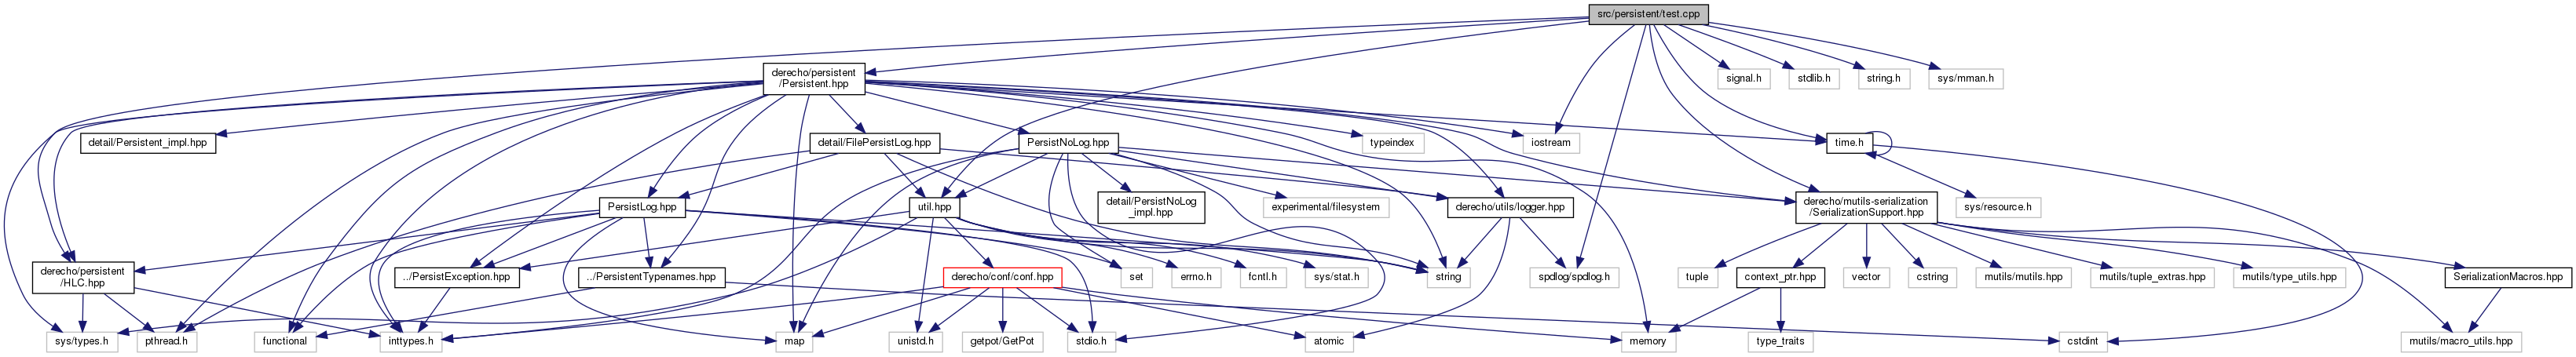 src/persistent/test.cpp
derecho/persistent
/Persistent.hpp
signal.h
stdlib.h
string.h
sys/mman.h
detail/Persistent_impl.hpp
detail/FilePersistLog.hpp
PersistNoLog.hpp
typeindex
iostream
time.h
PersistLog.hpp
util.hpp
detail/PersistNoLog
_impl.hpp
experimental/filesystem
derecho/utils/logger.hpp
derecho/mutils-serialization
/SerializationSupport.hpp
sys/resource.h
derecho/persistent
/HLC.hpp
../PersistException.hpp
../PersistentTypenames.hpp
derecho/conf/conf.hpp
set
errno.h
fcntl.h
sys/stat.h
string
spdlog/spdlog.h
tuple
context_ptr.hpp
vector
cstring
mutils/mutils.hpp
mutils/tuple_extras.hpp
mutils/type_utils.hpp
SerializationMacros.hpp
sys/types.h
pthread.h
functional
inttypes.h
map
unistd.h
getpot/GetPot
stdio.h
atomic
memory
type_traits
cstdint
mutils/macro_utils.hpp